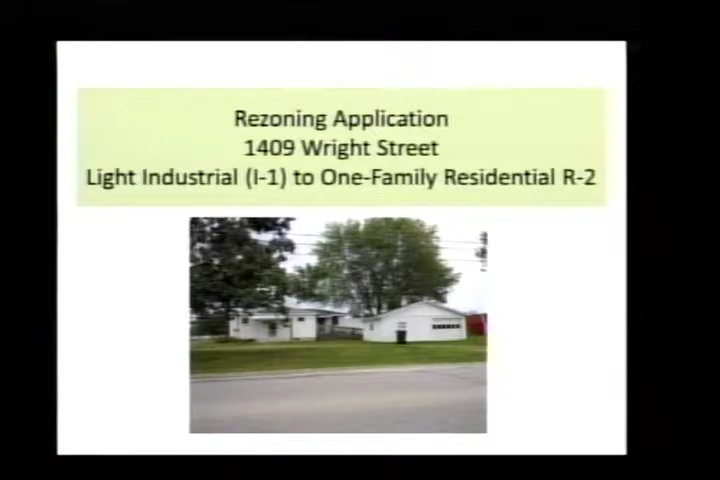 Rezoning Application
1409 Wright Street
Light Industrial (I-1) to One-Family Residential R-2